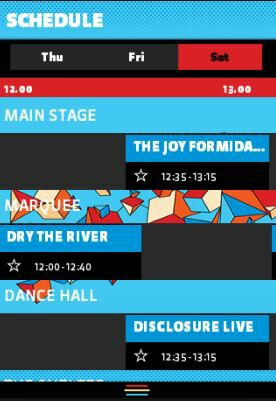 SCHEDULE
Thu Fri Sat
12.00 13.00
MAIN STAGE
THE JOY FORMIDA...
12:35-13:15
MARQUEE
DRY THE RIVER
12:00-12:40
DANCE HALL
DISCLOSURE LIVE
12:35-13:15